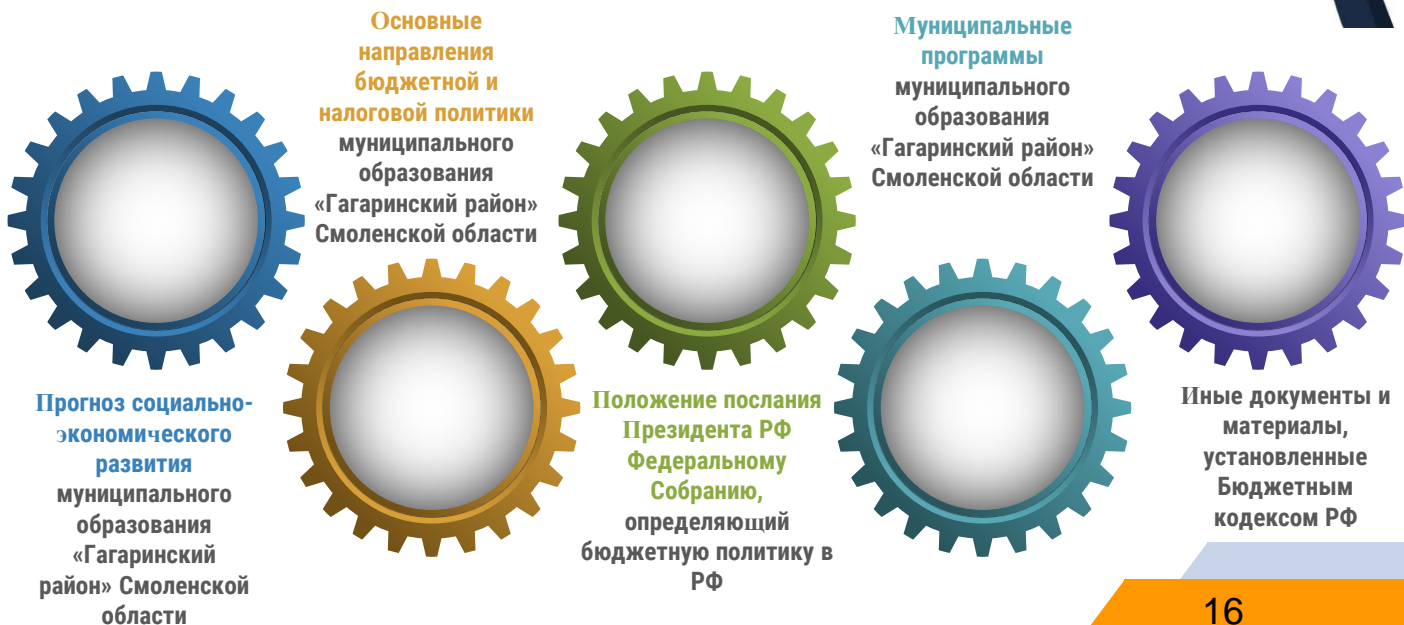 Прогноз социально-
экономического
развития
муниципального
образования
«Гагаринский
район» Смоленской
области
Основные
направления
бюджетной и
налоговой политики
муниципального
образования
«Гагаринский район»
Смоленской области
Положение послания
Президента РФ
Федеральному
Собранию,
определяющий
бюджетную политику в
РФ
Муниципальные
программы
муниципального
образования
«Гагаринский район»
Смоленской области
Иные документы и
материалы,
установленные
Бюджетным
кодексом РФ
16